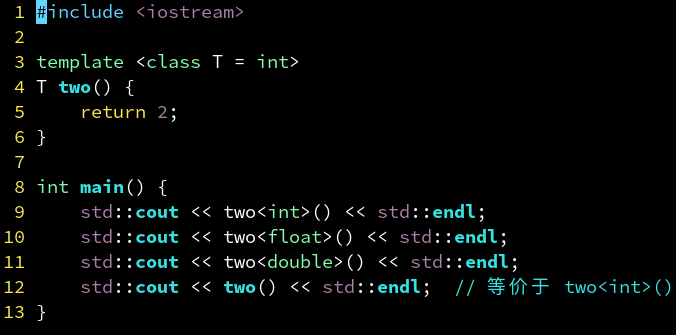 1 #include <iostream>
2
3 template <class T = int>
4 T two() {
5     return 2;
6 }
7
8 int main() {
9     std::cout << two<int>() << std::endl;
10     std::cout << two<float>() << std::endl;
11     std::cout << two<double>() << std::endl;
12     std::cout << two() << std::endl;  // 等价于 two<int>()
13 }